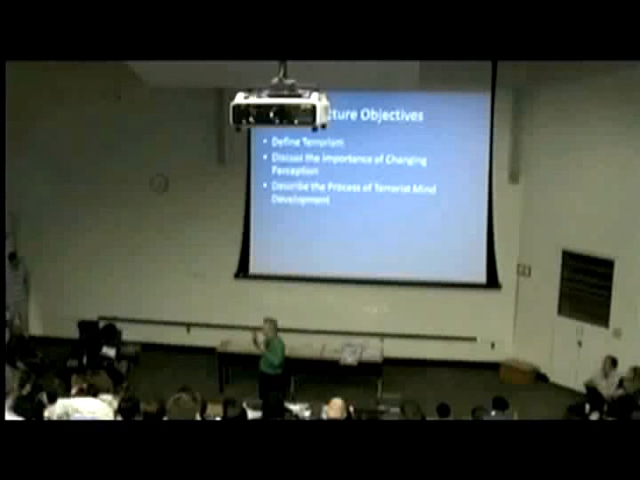 cture Objectives
• Define Terrorism
• Discuss the Importance of Changing
Perception
• Describe the Process of Terrorist Mind
Development